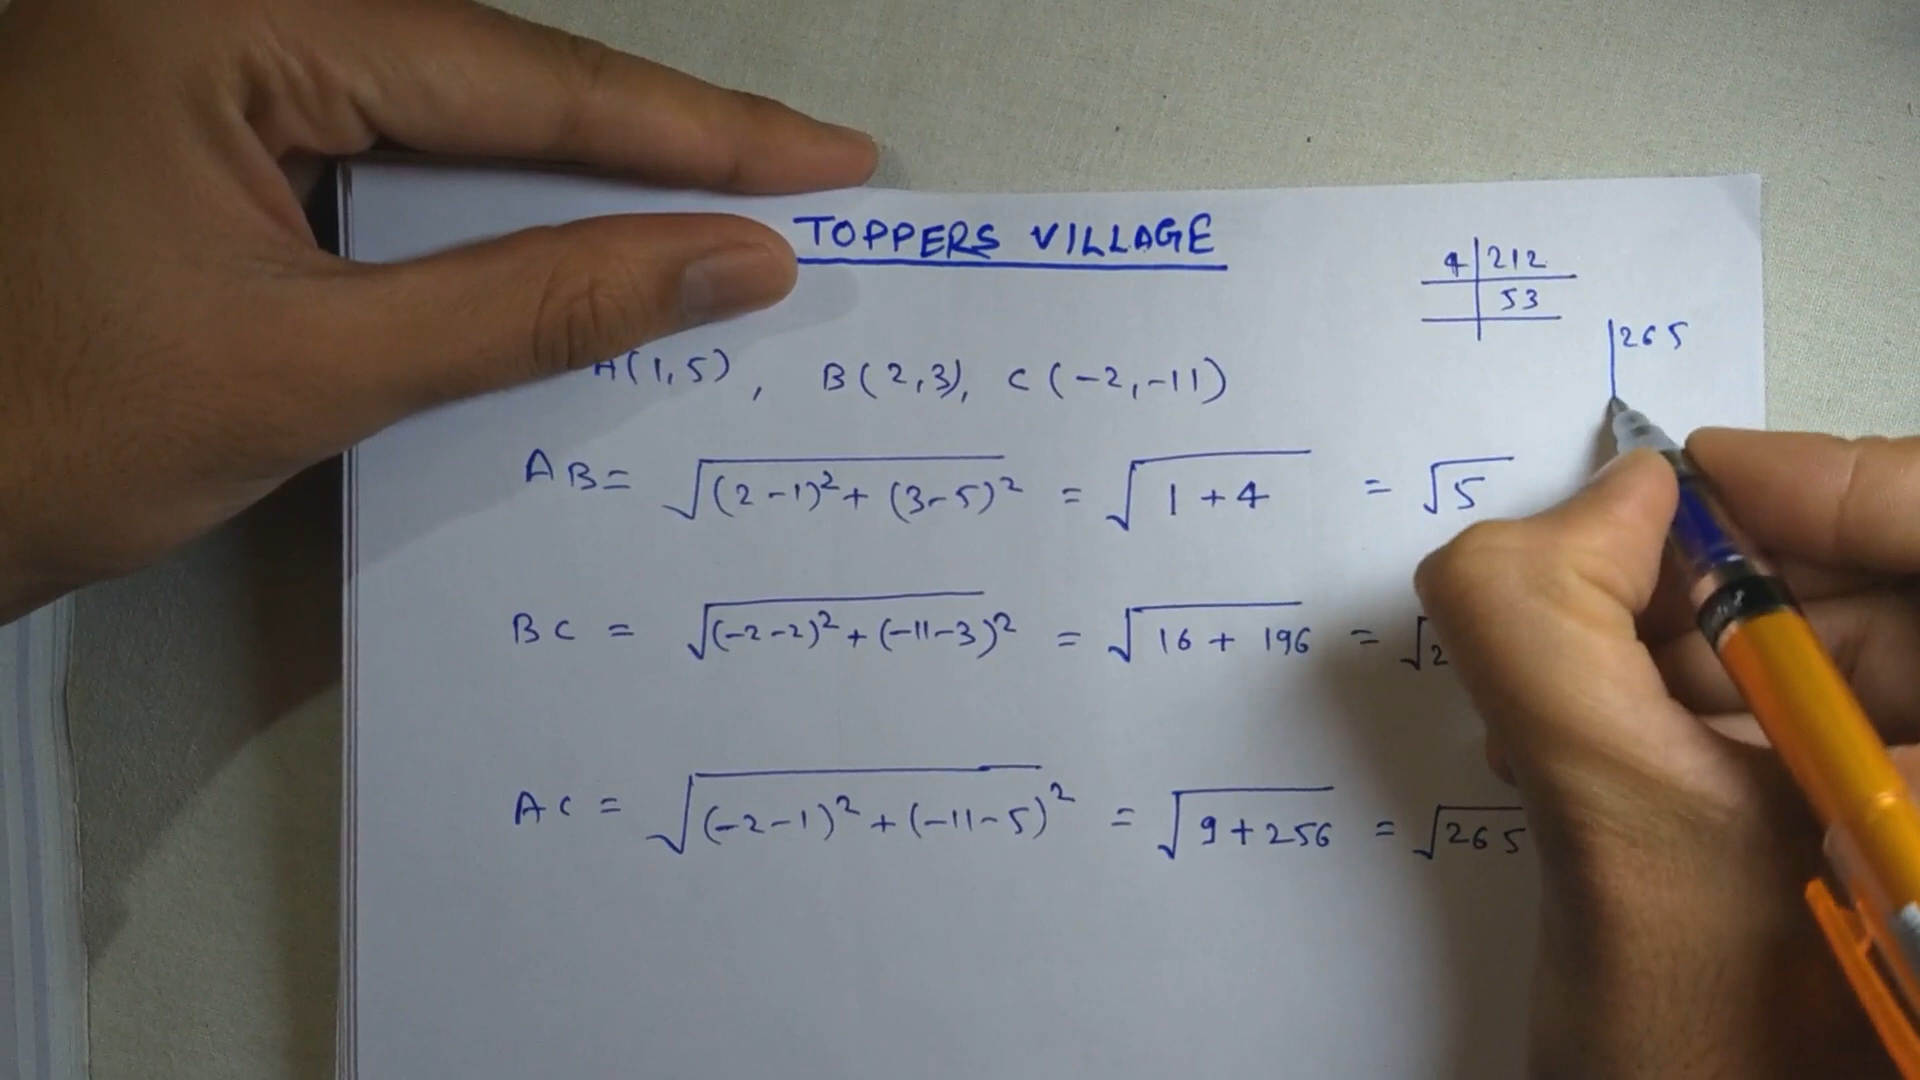 TOPPERS VILLAGE
4|212
53
|265
A(1,5), B(2,3), C(-2,-11)
AB= √(2-1)²+(3-5)² = √1+4 = √5
BC = √(-2-2)²+(-11-3)² = √16+196 = √2
AC = √(-2-1)²+(-11-5)² = √9+256 = √265